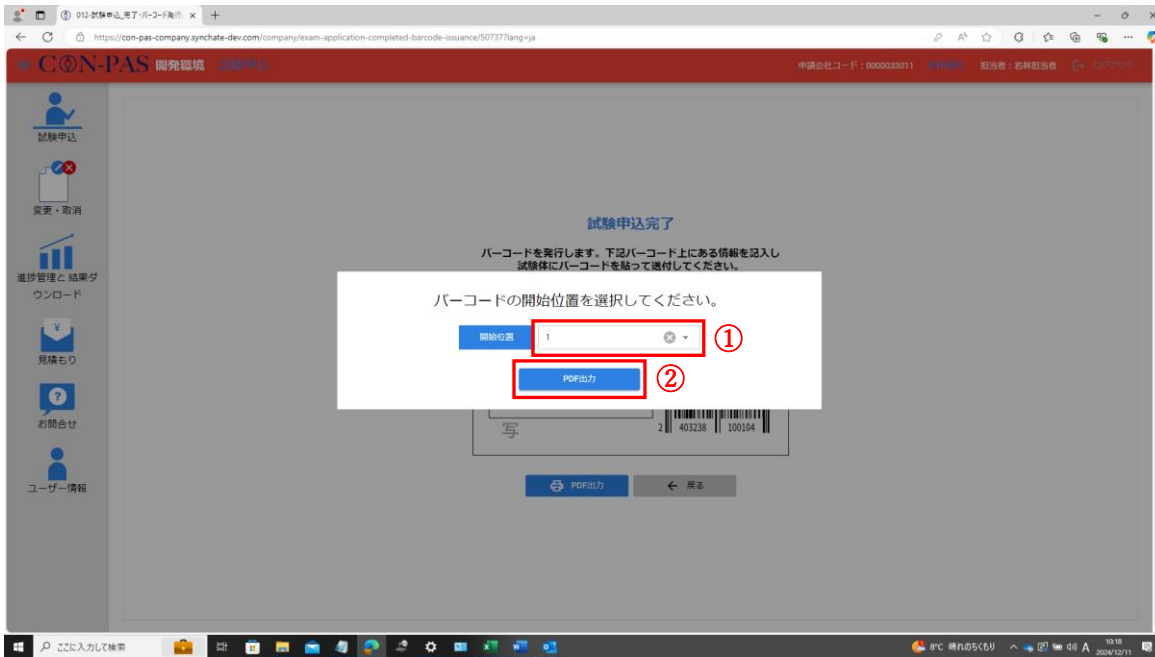 012-試験申込_完了-バーコード発行
https://con-pas-company.synchate-dev.com/company/exam-application-completed-barcode-issuance/50737?lang=ja
CON-PAS 開発環境 試験申込
申請会社コード：0000033011
担当者：若林担当者
ログアウト
試験申込
変更・取消
進捗管理と結果ダ
ウンロード
見積もり
お問合せ
ユーザー情報
試験申込完了
バーコードを発行します。下記バーコード上にある情報を記入し
試験体にバーコードを貼って送付してください。
バーコードの開始位置を選択してください。
開始位置 1 ①
PDF出力 ②
写
2 403238 100104
PDF出力 ← 戻る
ここに入力して検索
8°C 晴れのちくもり
A
10:18
2024/12/11